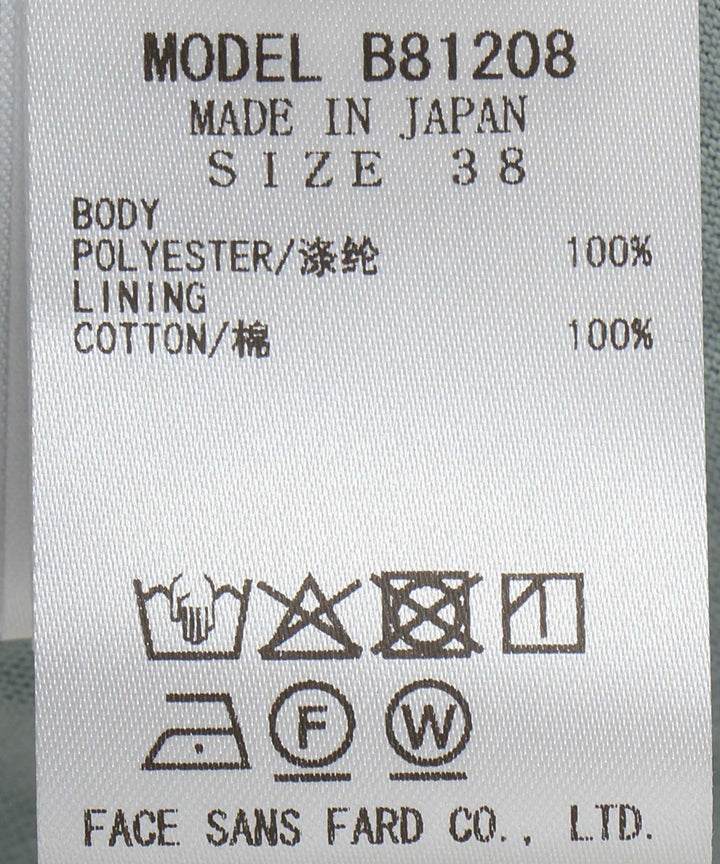 MODEL B81208
MADE IN JAPAN
SIZE 38
BODY
POLYESTER/涤纶 100%
LINING
COTTON/棉 100%
F W
FACE SANS FARD CO., LTD.